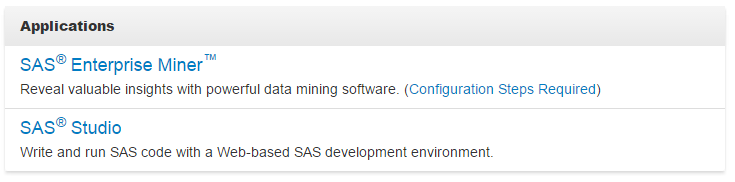 Applications
SAS® Enterprise Miner™
Reveal valuable insights with powerful data mining software. (Configuration Steps Required)
SAS® Studio
Write and run SAS code with a Web-based SAS development environment.